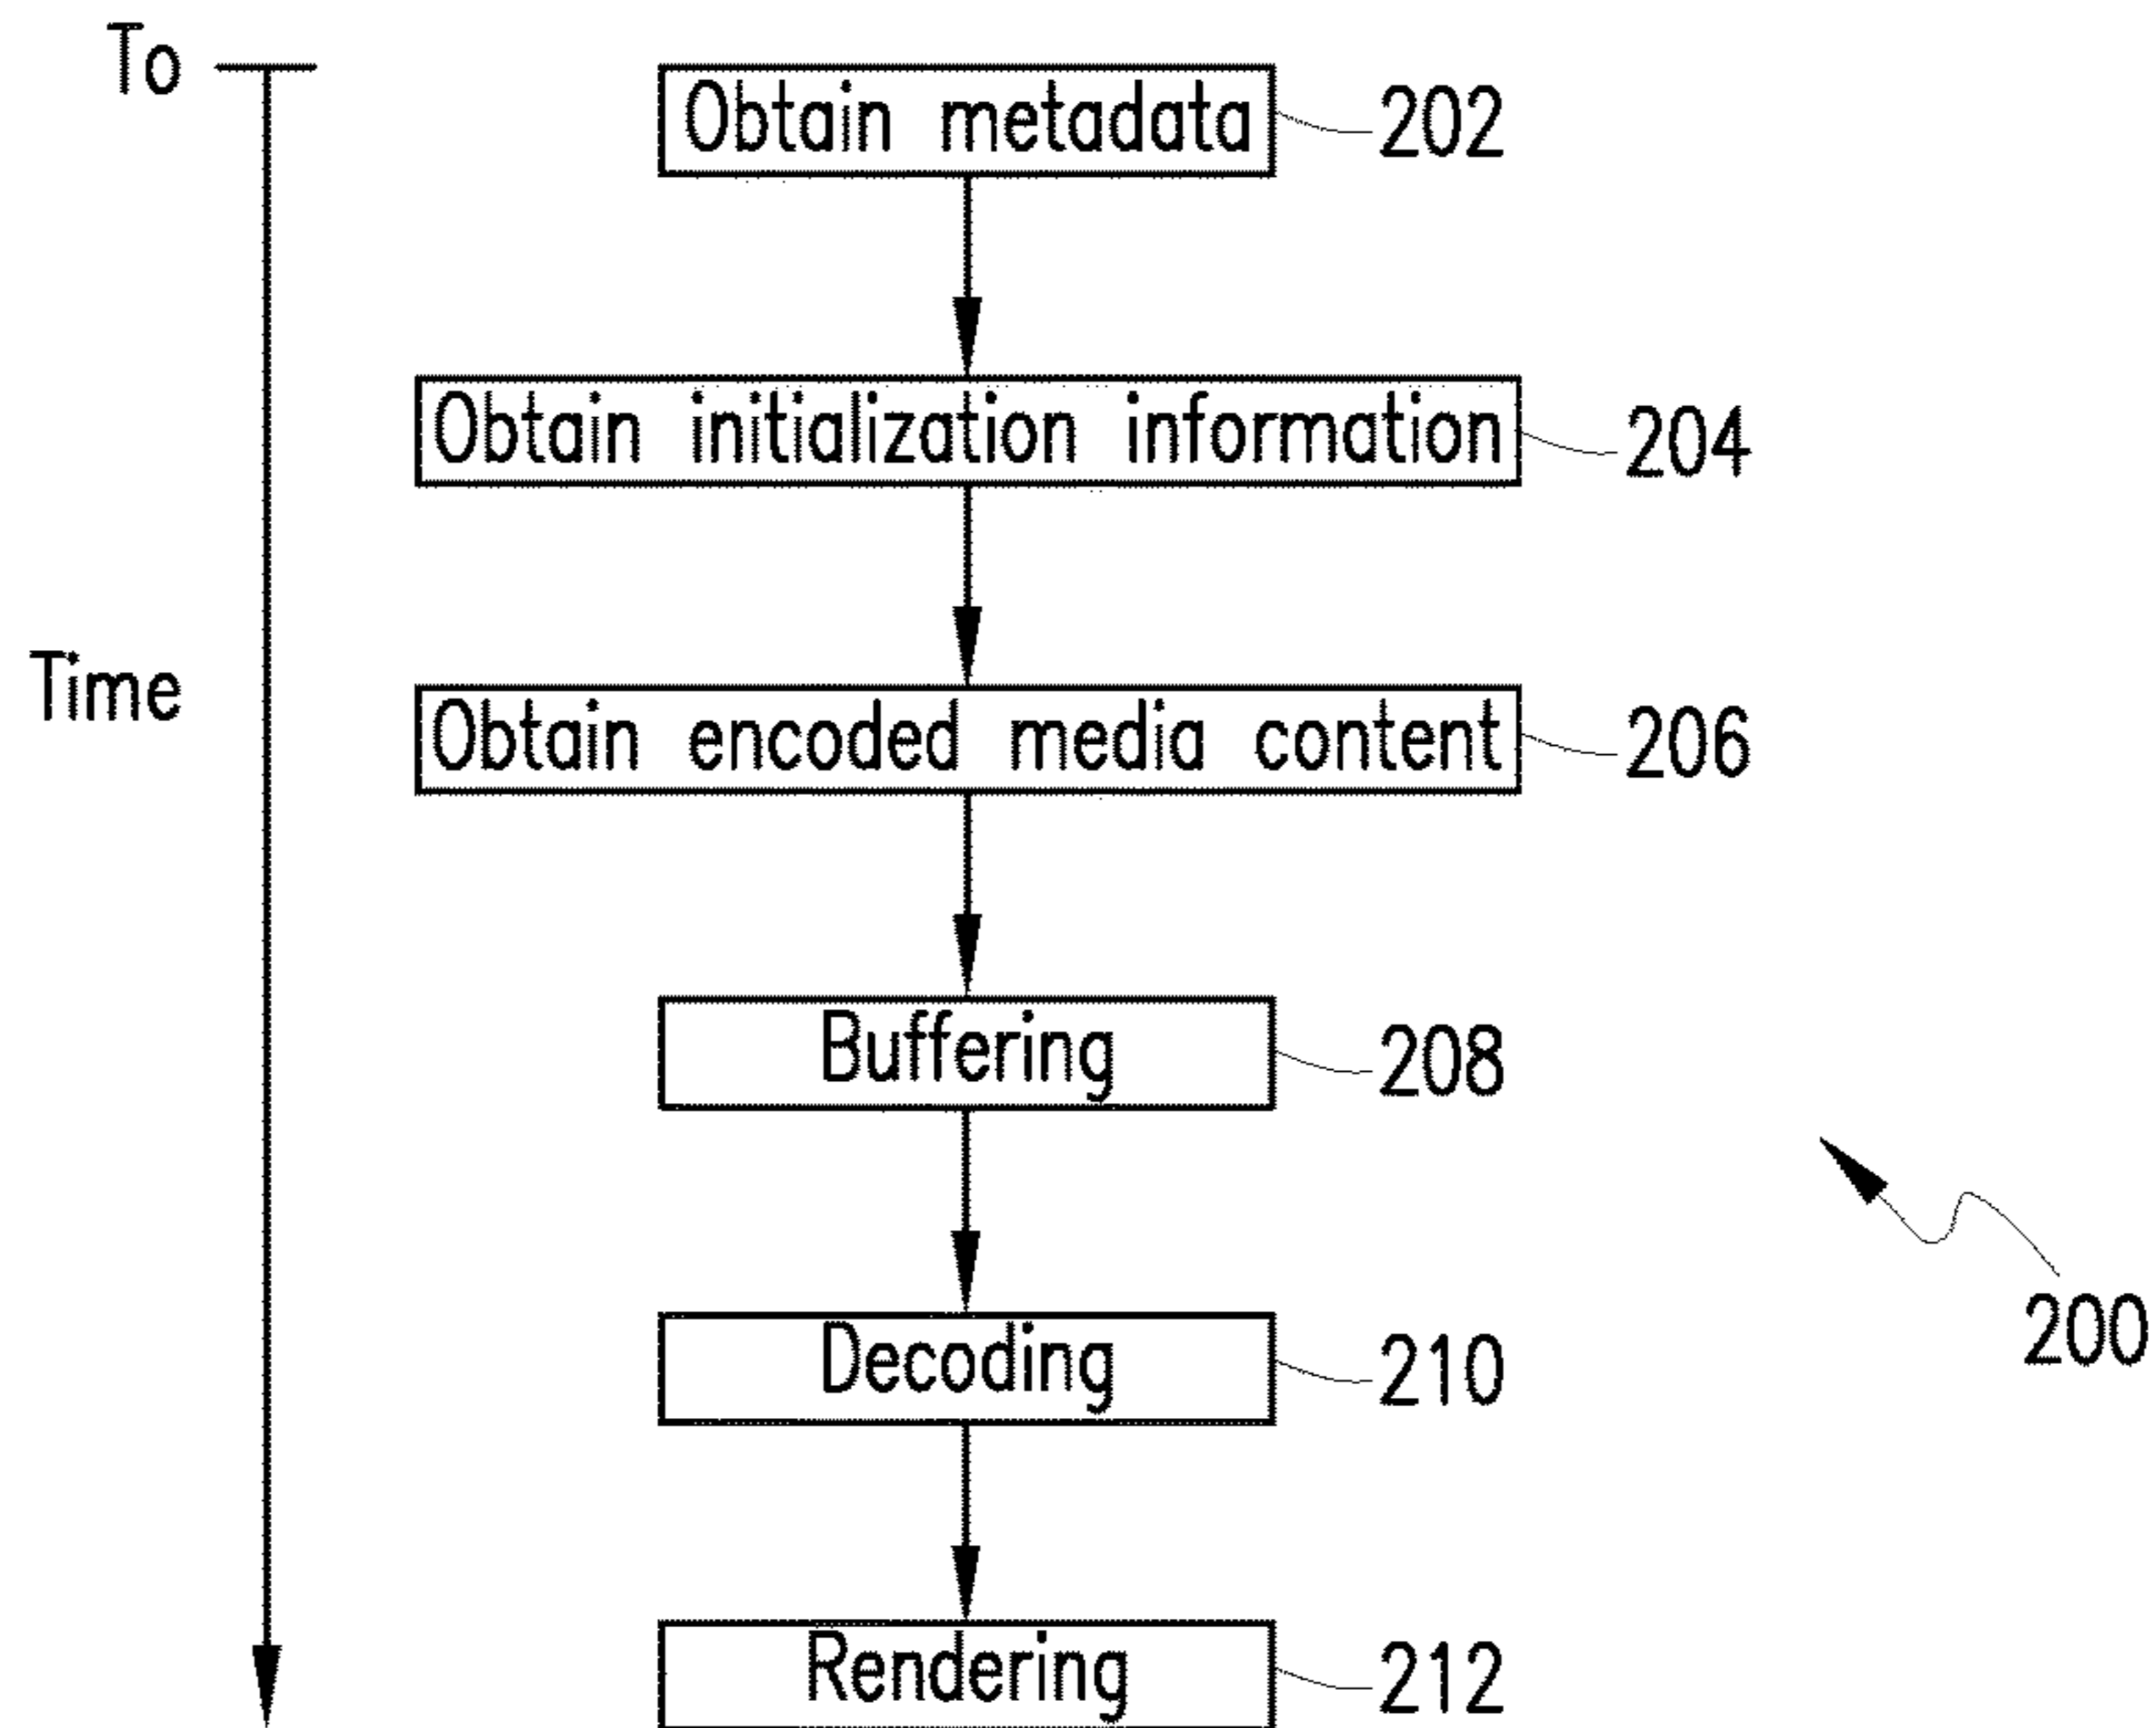 To
Obtain metadata
202
Obtain initialization information
204
Time
Obtain encoded media content
206
Buffering
208
Decoding
210
200
Rendering
212